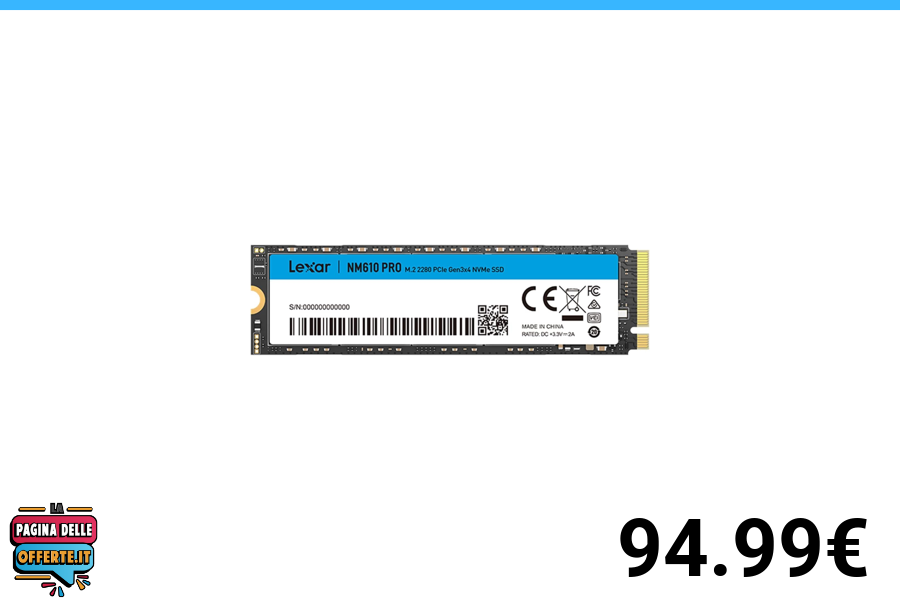 Lexar NM610 PRO M.2 2280 PCIe Gen3x4 NVMe SSD
S/N:000000000000
CE FC
MADE IN CHINA
RATED: DC +3.3V⎓2A
LA
PAGINA DELLE
OFFERTE.IT
94.99€